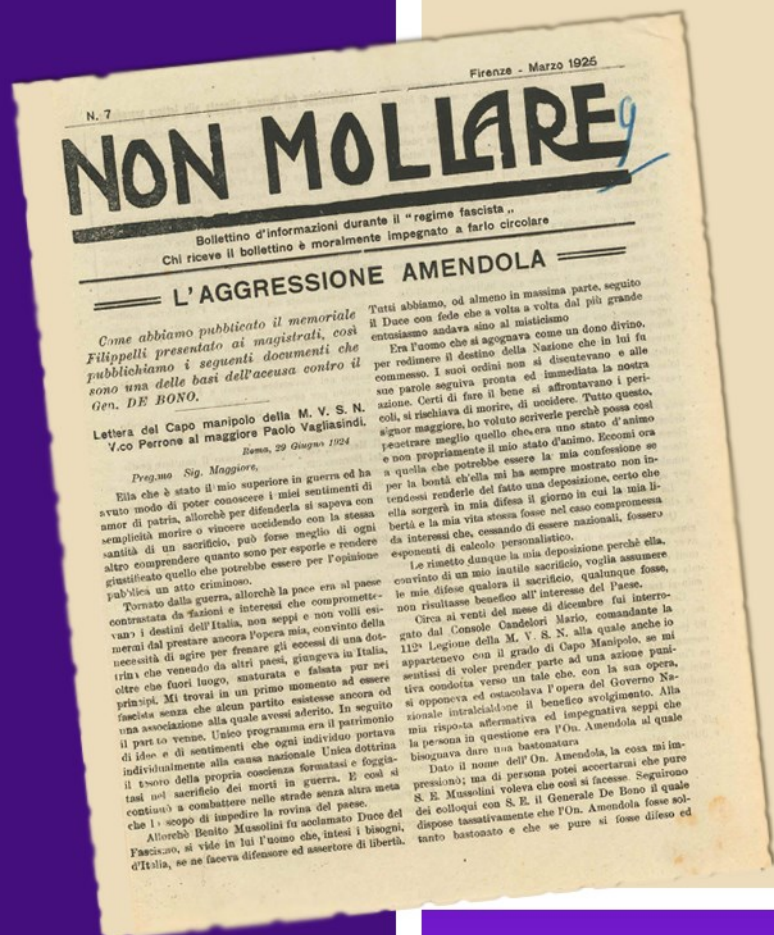 Firenze - Marzo 1925
N. 7
NON MOLLARE
9
Bollettino d'informazioni durante il "regime fascista„
Chi riceve il bollettino è moralmente impegnato a farlo circolare
L'AGGRESSIONE AMENDOLA
Come abbiamo pubblicato il memoriale
Filippelli presentato ai magistrati, così
pubblichiamo i seguenti documenti che
sono una delle basi dell'accusa contro il
Gen. DE BONO.
Lettera del Capo manipolo della M. V. S. N.
V.co Perrone al maggiore Paolo Vagliasindi.
Roma, 29 Giugno 1924
Preg.mo Sig. Maggiore,
Ella che è stato il mio superiore in guerra ed ha
avuto modo di poter conoscere i miei sentimenti di
amor di patria, allorchè per difenderla si sapeva con
semplicità morire o vincere uccidendo con la stessa
santità di un sacrificio, può forse meglio di ogni
altro comprendere quanto sono per esporle e rendere
giustificato quello che potrebbe essere per l'opinione
pubblica un atto criminoso.
Tornato dalla guerra, allorchè la pace era al paese
contrastata da fazioni e interessi che compromette-
vano i destini dell'Italia, non seppi e non volli esi-
mermi dal prestare ancora l'opera mia, convinto della
necessità di agire per frenare gli eccessi di una dot-
trina che venendo da altri paesi, giungeva in Italia,
oltre che fuori luogo, snaturata e falsata pur nei
principi. Mi trovai in un primo momento ad essere
fascista senza che alcun partito esistesse ancora od
una associazione alla quale avessi aderito. In seguito
il partito venne. Unico programma era il patrimonio
di idee e di sentimenti che ogni individuo portava
individualmente alla causa nazionale Unica dottrina
il tesoro della propria coscienza formatasi e foggia-
tasi nel sacrificio dei morti in guerra. E così si
continuò a combattere nelle strade senza altra meta
che lo scopo di impedire la rovina del paese.
Allorchè Benito Mussolini fu acclamato Duce del
Fascismo, si vide in lui l'uomo che, intesi i bisogni,
d'Italia, se ne faceva difensore ed assertore di libertà.
Tutti abbiamo, od almeno in massima parte, seguito
il Duce con fede che a volta a volta dal più grande
entusiasmo andava sino al misticismo
Era l'uomo che si agognava come un dono divino,
per redimere il destino della Nazione che in lui fu
commesso. I suoi ordini non si discutevano e alle
sue parole seguiva pronta ed immediata la nostra
azione. Certi di fare il bene si affrontavano i peri-
coli, si rischiava di morire, di uccidere. Tutto questo,
signor maggiore, ho voluto scriverle perchè possa così
penetrare meglio quello che era uno stato d'animo
e non propriamente il mio stato d'animo. Eccomi ora
a quella che potrebbe essere la mia confessione se
per la bontà ch'ella mi ha sempre mostrato non in-
tendessi renderle del fatto una deposizione, certo che
ella sorgerà in mia difesa il giorno in cui la mia li-
bertà e la mia vita stessa fosse nel caso compromessa
da interessi che, cessando di essere nazionali, fossero
esponenti di calcolo personalistico.
Le rimetto dunque la mia deposizione perchè ella,
convinto di un mio inutile sacrificio, voglia assumere
le mie difese qualora il sacrificio, qualunque fosse,
non risultasse benefico all'interesse del Paese.
Circa ai venti del mese di dicembre fui interro-
gato dal Console Candelori Mario, comandante la
112ª Legione della M. V. S. N. alla quale anche io
appartenevo con il grado di Capo Manipolo, se mi
sentissi di voler prender parte ad una azione puni-
tiva contdiva verso un tale che, con la sua opera,
si opponeva ed ostacolava l'opera del Governo Na-
zionale intralciandone il benefico svolgimento. Alla
mia risposta affermativa ed impegnativa seppi che
la persona in questione era l'On. Amendola al quale
bisognava dare una bastonatura
Dato il nome dell'On. Amendola, la cosa mi im-
pressionò; ma di persona potei accertarmi che pure
S. E. Mussolini voleva che così si facesse. Seguirono
dei colloqui con S. E. il Generale De Bono il quale
dispose tassativamente che l'On. Amendola fosse sol-
tanto bastonato e che se pure si fosse difeso ed